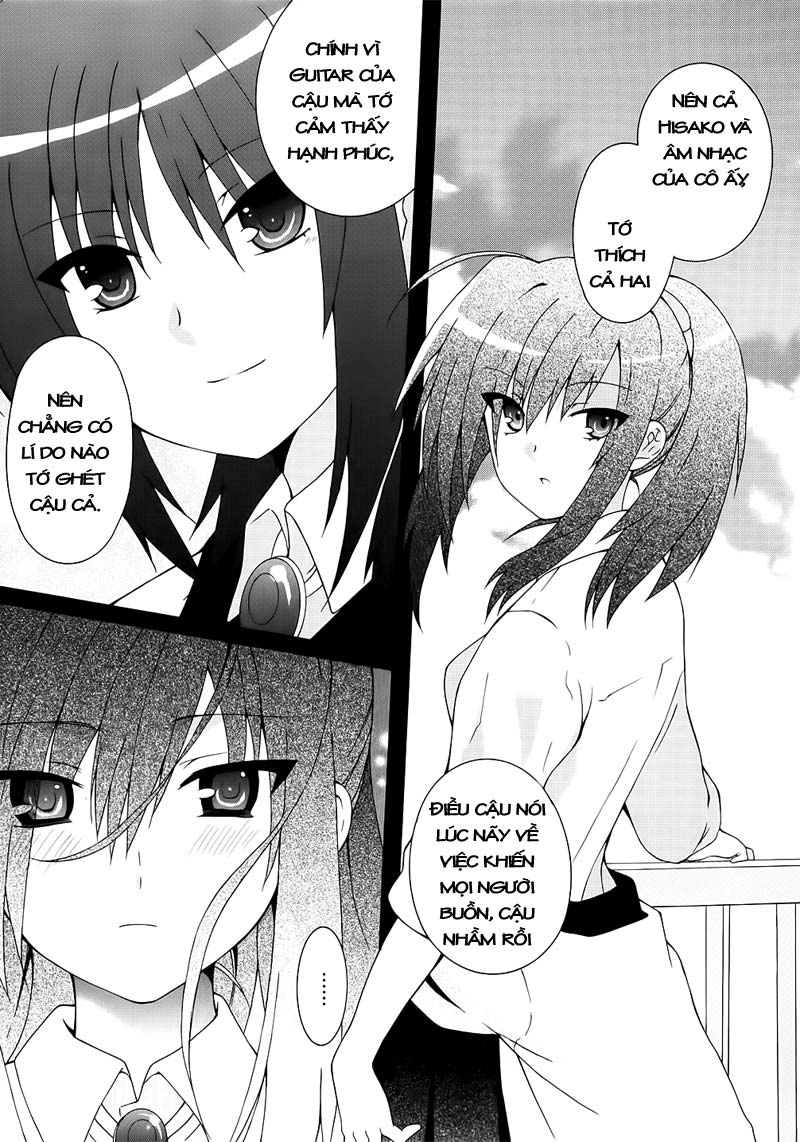 NÊN CẢ
HISAKO VÀ
ÂM NHẠC
CỦA CÔ ẤY,
TỚ
THÍCH
CẢ HAI
ĐIỀU CẬU NÓI
LÚC NÃY VỀ
VIỆC KHIẾN
MỌI NGƯỜI
BUỒN, CẬU
NHẦM RỒI
CHÍNH VÌ
GUITAR CỦA
CẬU MÀ TỚ
CẢM THẤY
HẠNH PHÚC,
NÊN
CHẲNG CÓ
LÍ DO NÀO
TỚ GHÉT
CẬU CẢ.
......